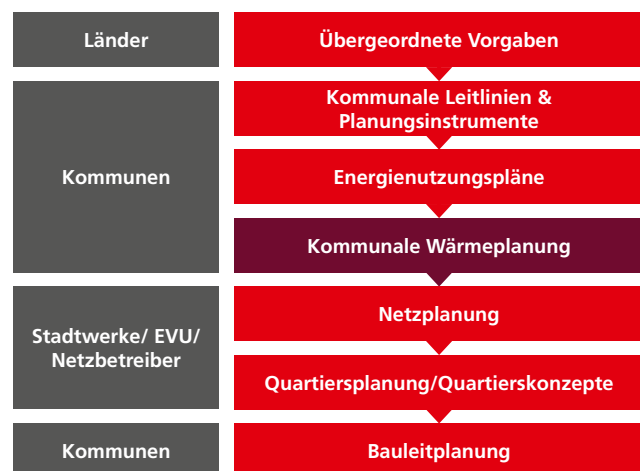 Länder
Übergeordnete Vorgaben
Kommunen
Kommunale Leitlinien &
Planungsinstrumente
Energienutzungspläne
Kommunale Wärmeplanung
Stadtwerke/ EVU/
Netzbetreiber
Netzplanung
Quartiersplanung/Quartierskonzepte
Kommunen
Bauleitplanung